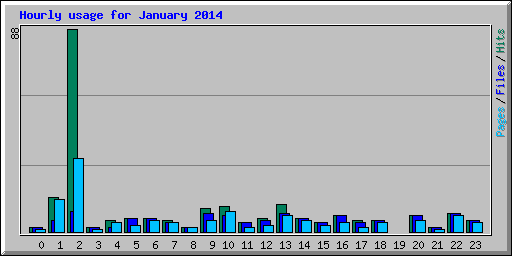 Hourly usage for January 2014
88
Pages/Files/Hits
0 1 2 3 4 5 6 7 8 9 10 11 12 13 14 15 16 17 18 19 20 21 22 23